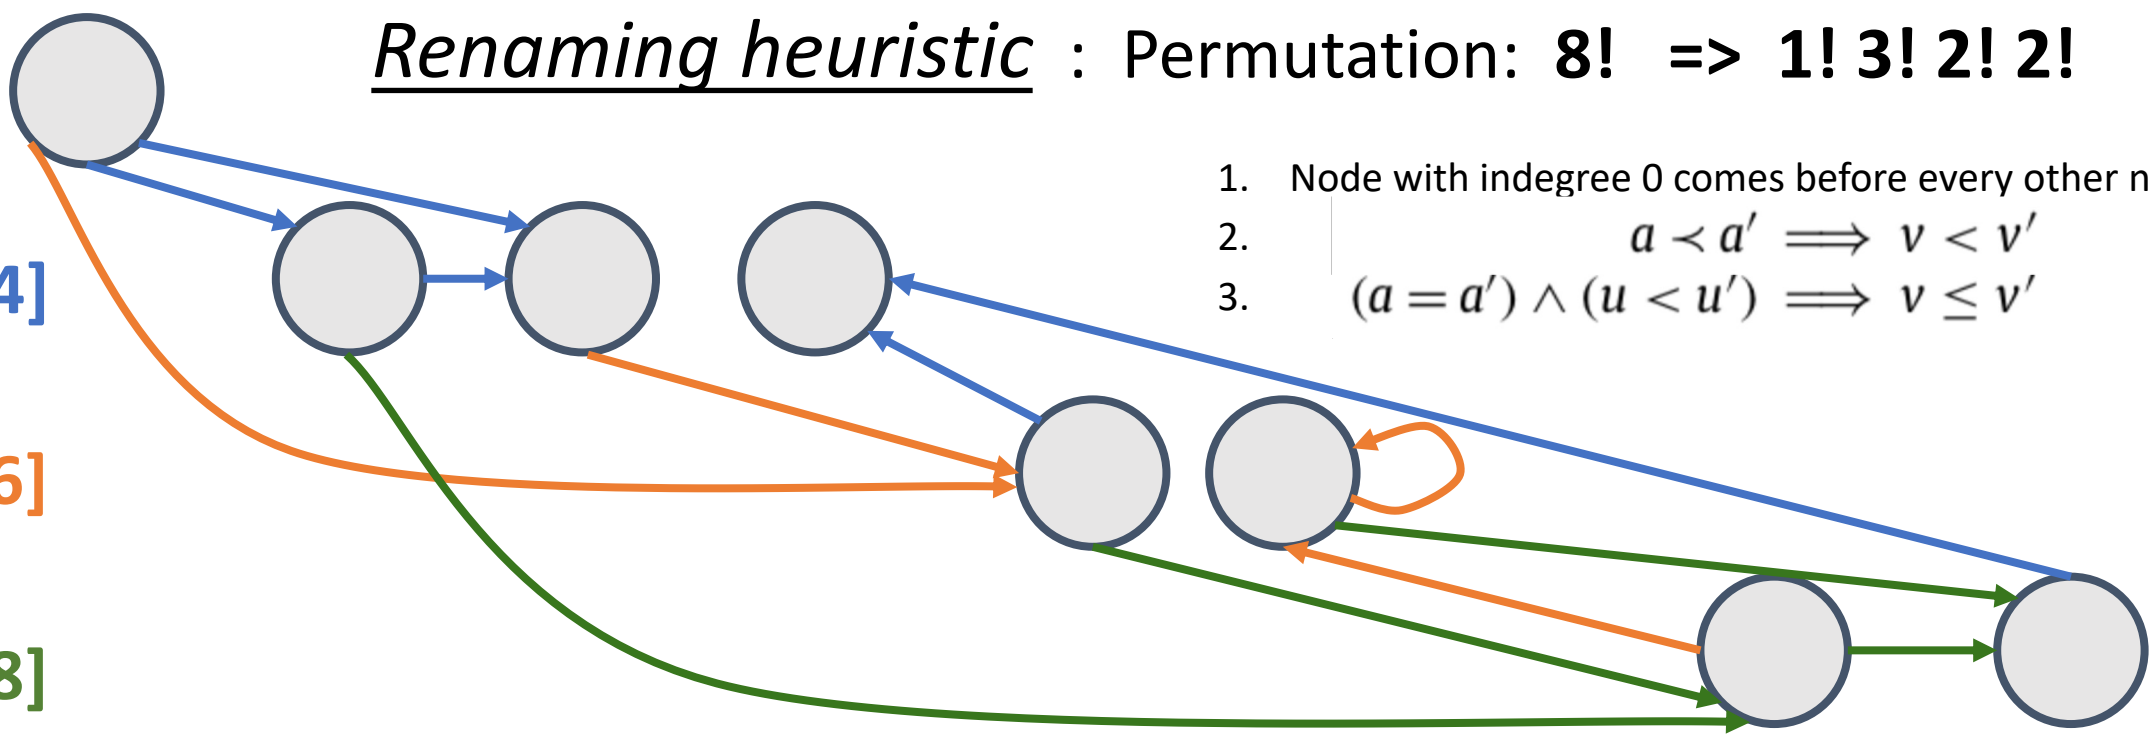 Renaming heuristic : Permutation: 8! => 1! 3! 2! 2!
1. Node with indegree 0 comes before every other n
2. a ≺ a′ ⟹ v < v′
4]
3. (a = a′) ∧ (u < u′) ⟹ v ≤ v′
6]
8]